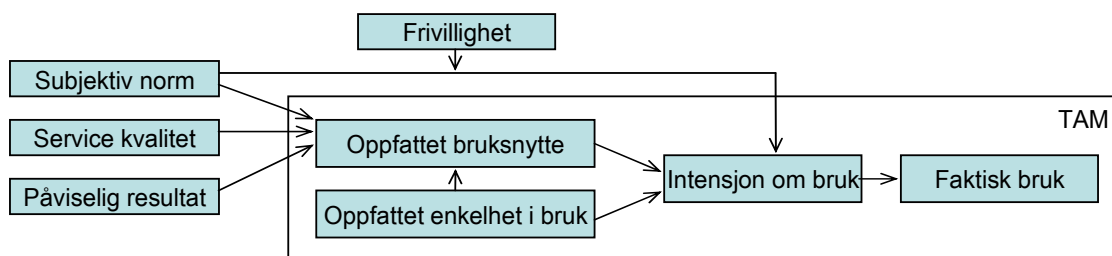 Frivillighet
Subjektiv norm
TAM
Service kvalitet
Oppfattet bruksnytte
Intensjon om bruk
Faktisk bruk
Påviselig resultat
Oppfattet enkelhet i bruk